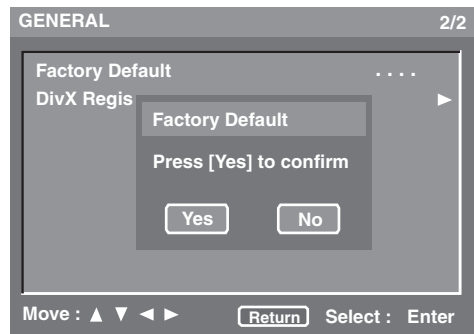 GENERAL 2/2
Factory Default . . . .
DivX Regis
Factory Default
Press [Yes] to confirm
Yes No
Move : ▲ ▼ ◄ ► Return Select : Enter